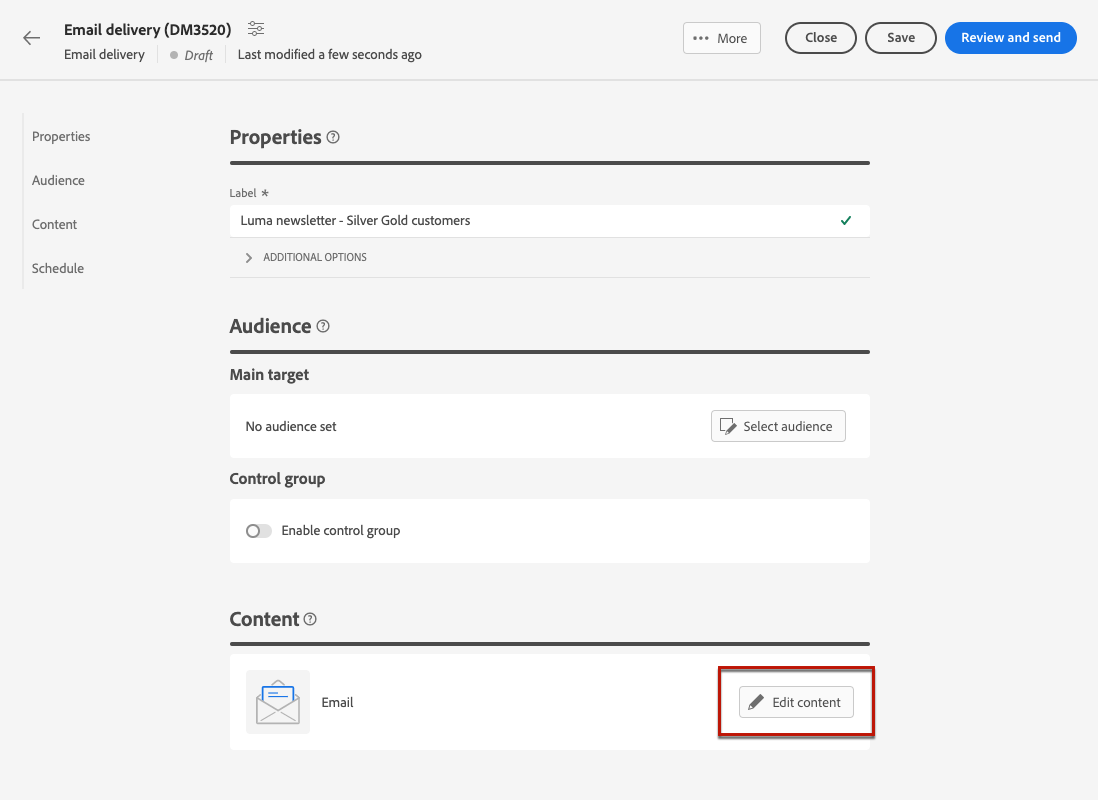 Email delivery (DM3520)
Email delivery Draft Last modified a few seconds ago
More
Close
Save
Review and send
Properties
Audience
Content
Schedule
Properties
Label *
Luma newsletter - Silver Gold customers
ADDITIONAL OPTIONS
Audience
Main target
No audience set
Select audience
Control group
Enable control group
Content
Email
Edit content